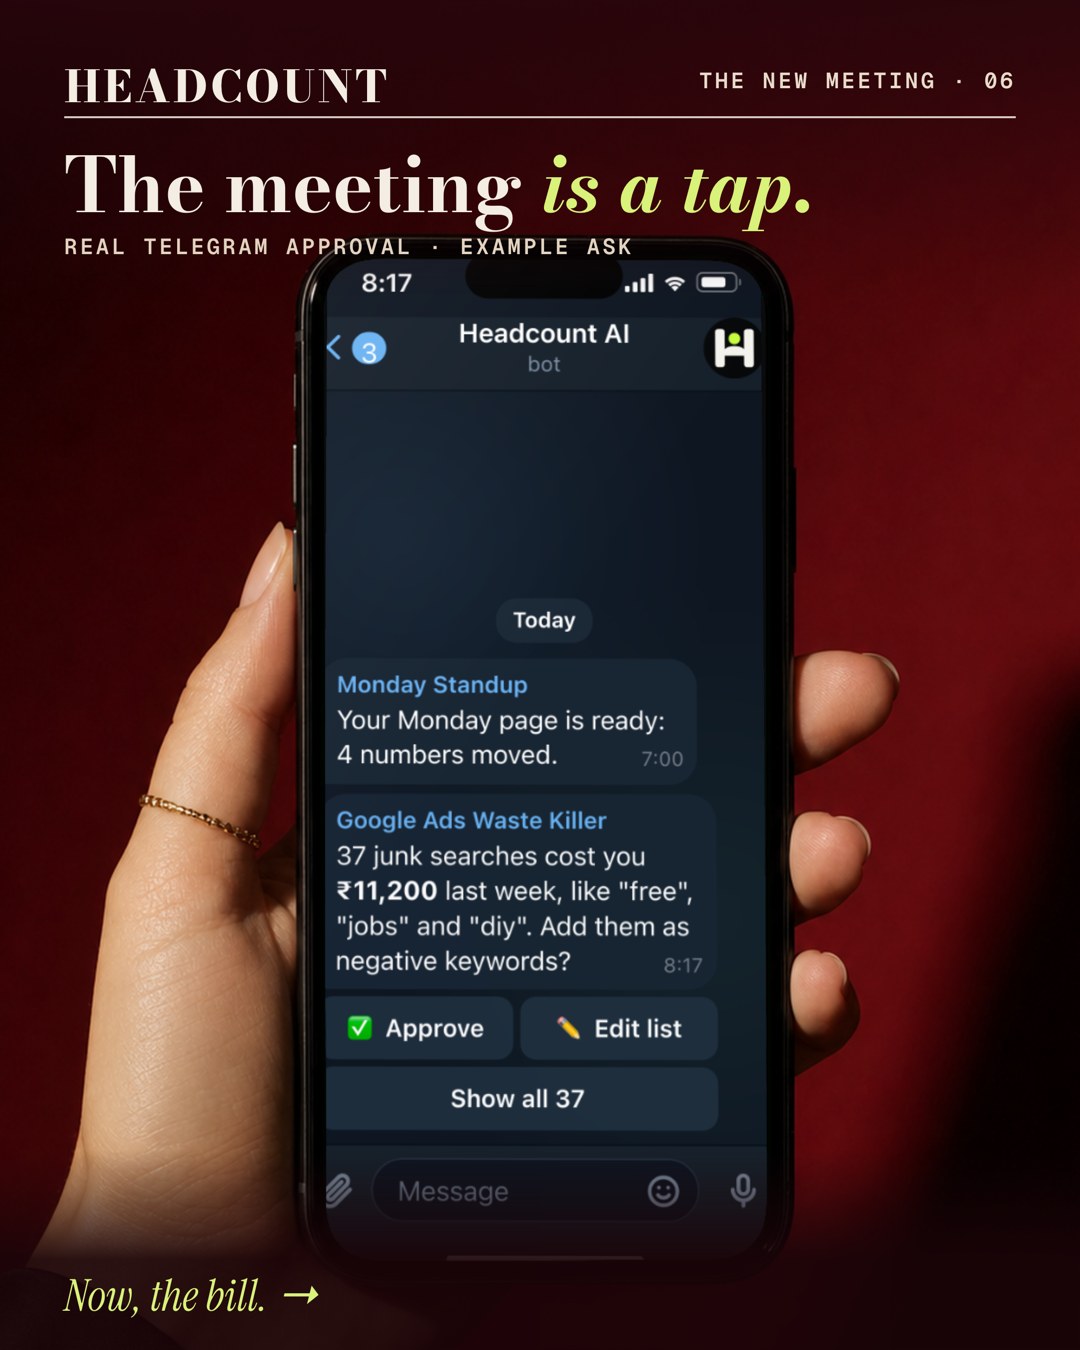 HEADCOUNT
THE NEW MEETING · 06
The meeting is a tap.
REAL TELEGRAM APPROVAL · EXAMPLE ASK
8:17
3
Headcount AI
bot
H
Today
Monday Standup
Your Monday page is ready:
4 numbers moved.
7:00
Google Ads Waste Killer
37 junk searches cost you
₹11,200 last week, like "free",
"jobs" and "diy". Add them as
negative keywords?
8:17
✅ Approve
✏️ Edit list
Show all 37
Message
Now, the bill. →